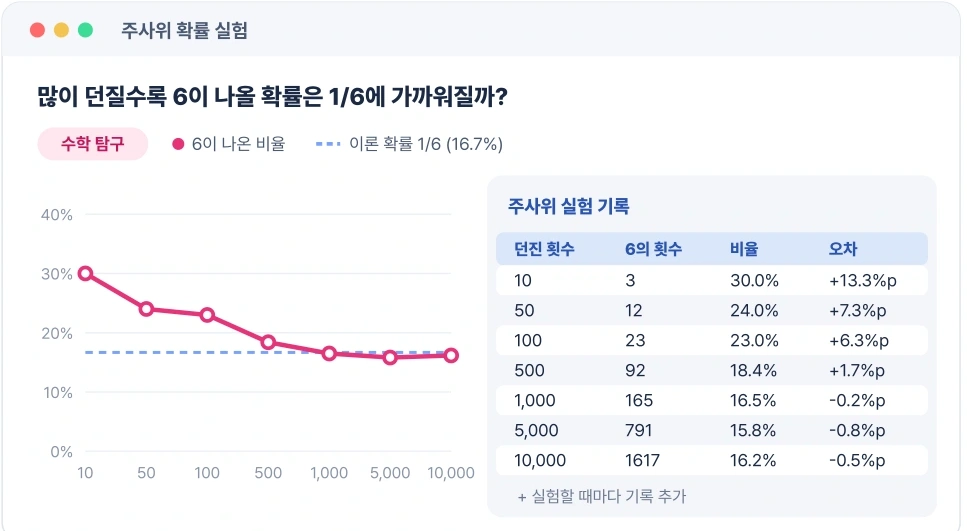 주사위 확률 실험
많이 던질수록 6이 나올 확률은 1/6에 가까워질까?
수학 탐구 6이 나온 비율 이론 확률 1/6 (16.7%)
40%
30%
20%
10%
0%
10 50 100 500 1,000 5,000 10,000
주사위 실험 기록
던진 횟수 6의 횟수 비율 오차
10 3 30.0% +13.3%p
50 12 24.0% +7.3%p
100 23 23.0% +6.3%p
500 92 18.4% +1.7%p
1,000 165 16.5% -0.2%p
5,000 791 15.8% -0.8%p
10,000 1617 16.2% -0.5%p
+ 실험할 때마다 기록 추가